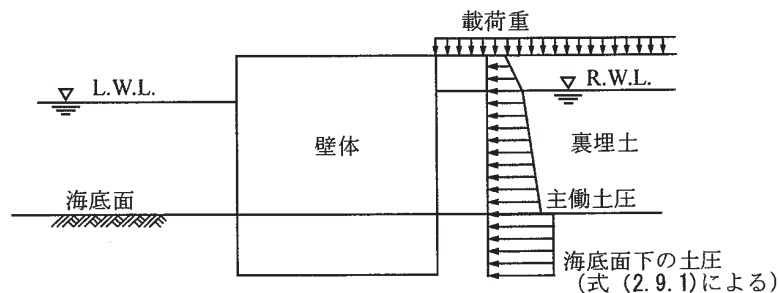 載荷重
L.W.L.
R.W.L.
壁体
裏埋土
海底面
主働土圧
海底面下の土圧
(式 (2.9.1)による)